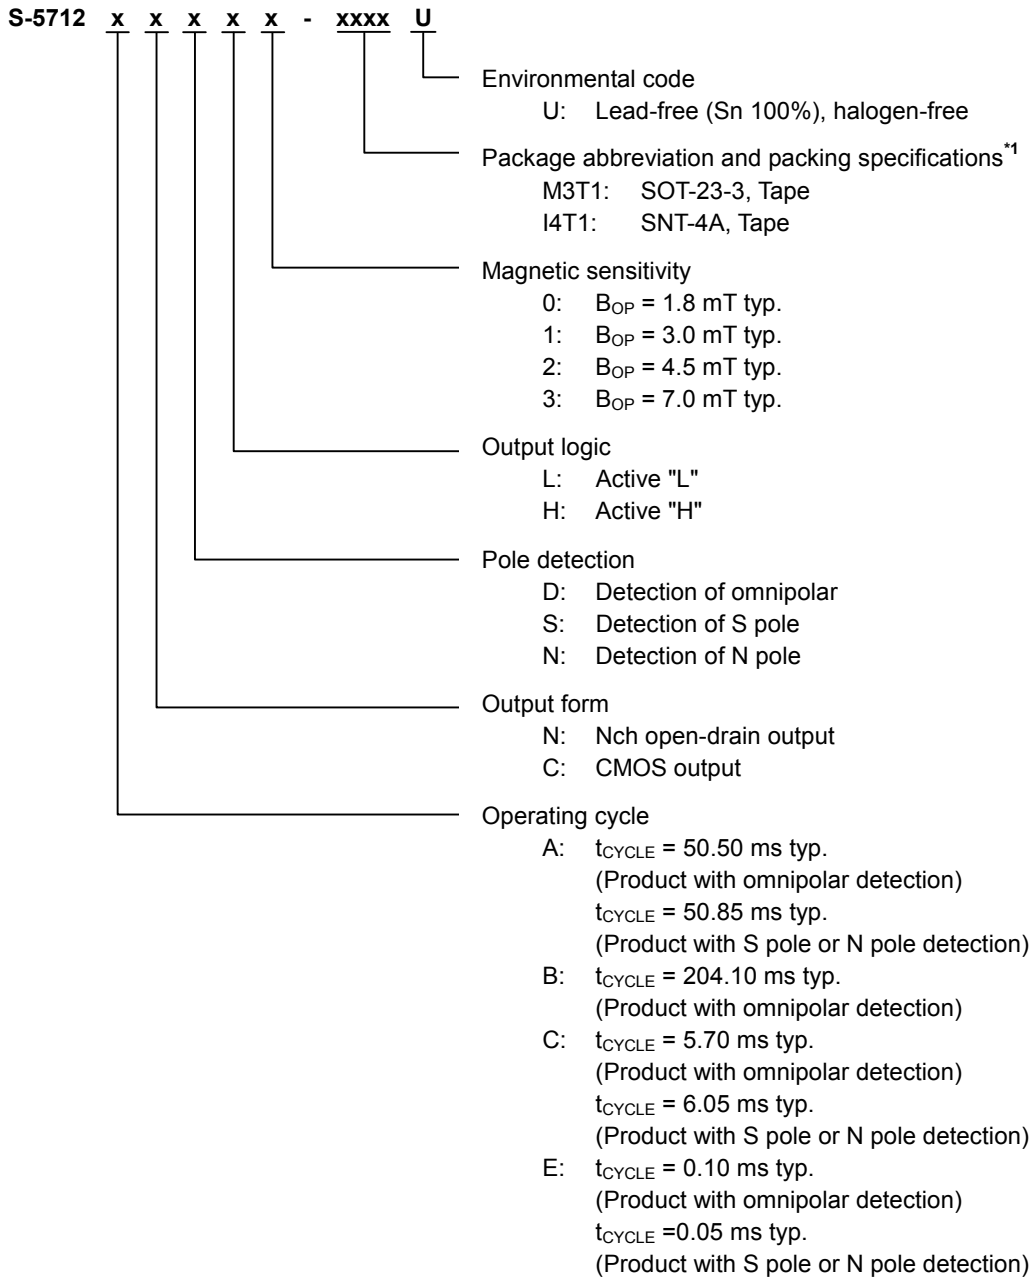 S-5712 x x x x x - xxxx U
Environmental code
U: Lead-free (Sn 100%), halogen-free
Package abbreviation and packing specifications*1
M3T1: SOT-23-3, Tape
I4T1: SNT-4A, Tape
Magnetic sensitivity
0: BOP = 1.8 mT typ.
1: BOP = 3.0 mT typ.
2: BOP = 4.5 mT typ.
3: BOP = 7.0 mT typ.
Output logic
L: Active "L"
H: Active "H"
Pole detection
D: Detection of omnipolar
S: Detection of S pole
N: Detection of N pole
Output form
N: Nch open-drain output
C: CMOS output
Operating cycle
A: tCYCLE = 50.50 ms typ.
(Product with omnipolar detection)
tCYCLE = 50.85 ms typ.
(Product with S pole or N pole detection)
B: tCYCLE = 204.10 ms typ.
(Product with omnipolar detection)
C: tCYCLE = 5.70 ms typ.
(Product with omnipolar detection)
tCYCLE = 6.05 ms typ.
(Product with S pole or N pole detection)
E: tCYCLE = 0.10 ms typ.
(Product with omnipolar detection)
tCYCLE =0.05 ms typ.
(Product with S pole or N pole detection)